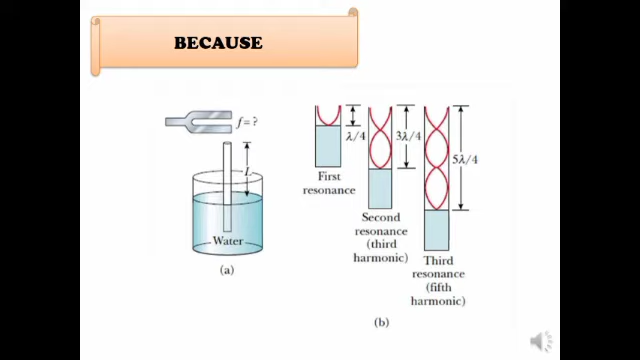 BECAUSE
f = ?
L
Water
(a)
λ/4
3λ/4
5λ/4
First
resonance
Second
resonance
(third
harmonic)
Third
resonance
(fifth
harmonic)
(b)